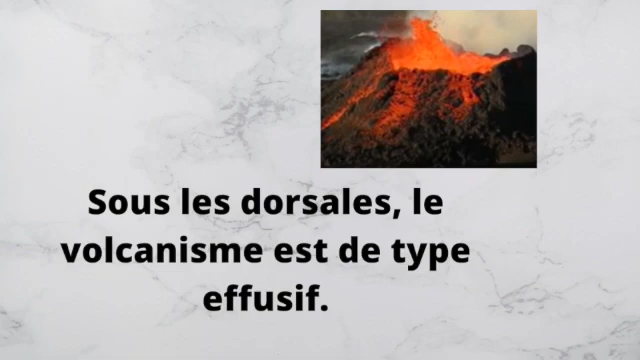 Sous les dorsales, le
volcanisme est de type
effusif.